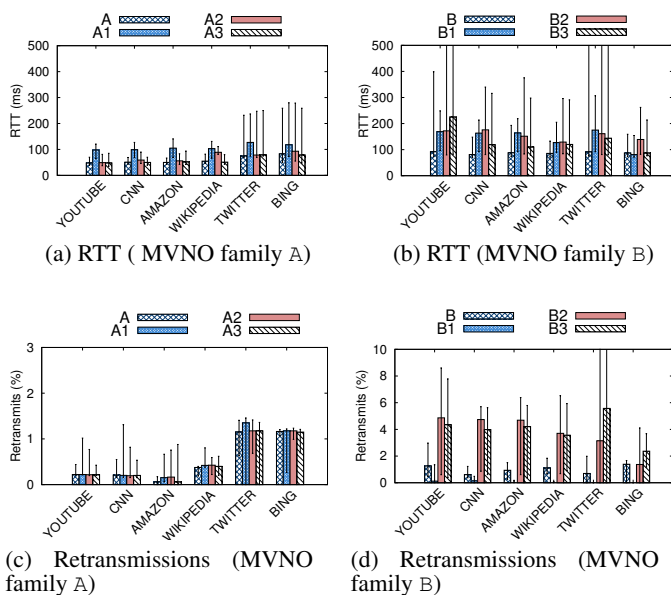 A A2
A1 A3
500
400
300
200
100
0
RTT (ms)
YOUTUBE
CNN
AMAZON
WIKIPEDIA
TWITTER
BING
(a) RTT ( MVNO family A)
B B2
B1 B3
500
400
300
200
100
0
RTT (ms)
YOUTUBE
CNN
AMAZON
WIKIPEDIA
TWITTER
BING
(b) RTT (MVNO family B)
A A2
A1 A3
3
2
1
0
Retransmits (%)
YOUTUBE
CNN
AMAZON
WIKIPEDIA
TWITTER
BING
(c) Retransmissions (MVNO
family A)
B B2
B1 B3
10
8
6
4
2
0
Retransmits (%)
YOUTUBE
CNN
AMAZON
WIKIPEDIA
TWITTER
BING
(d) Retransmissions (MVNO
family B)